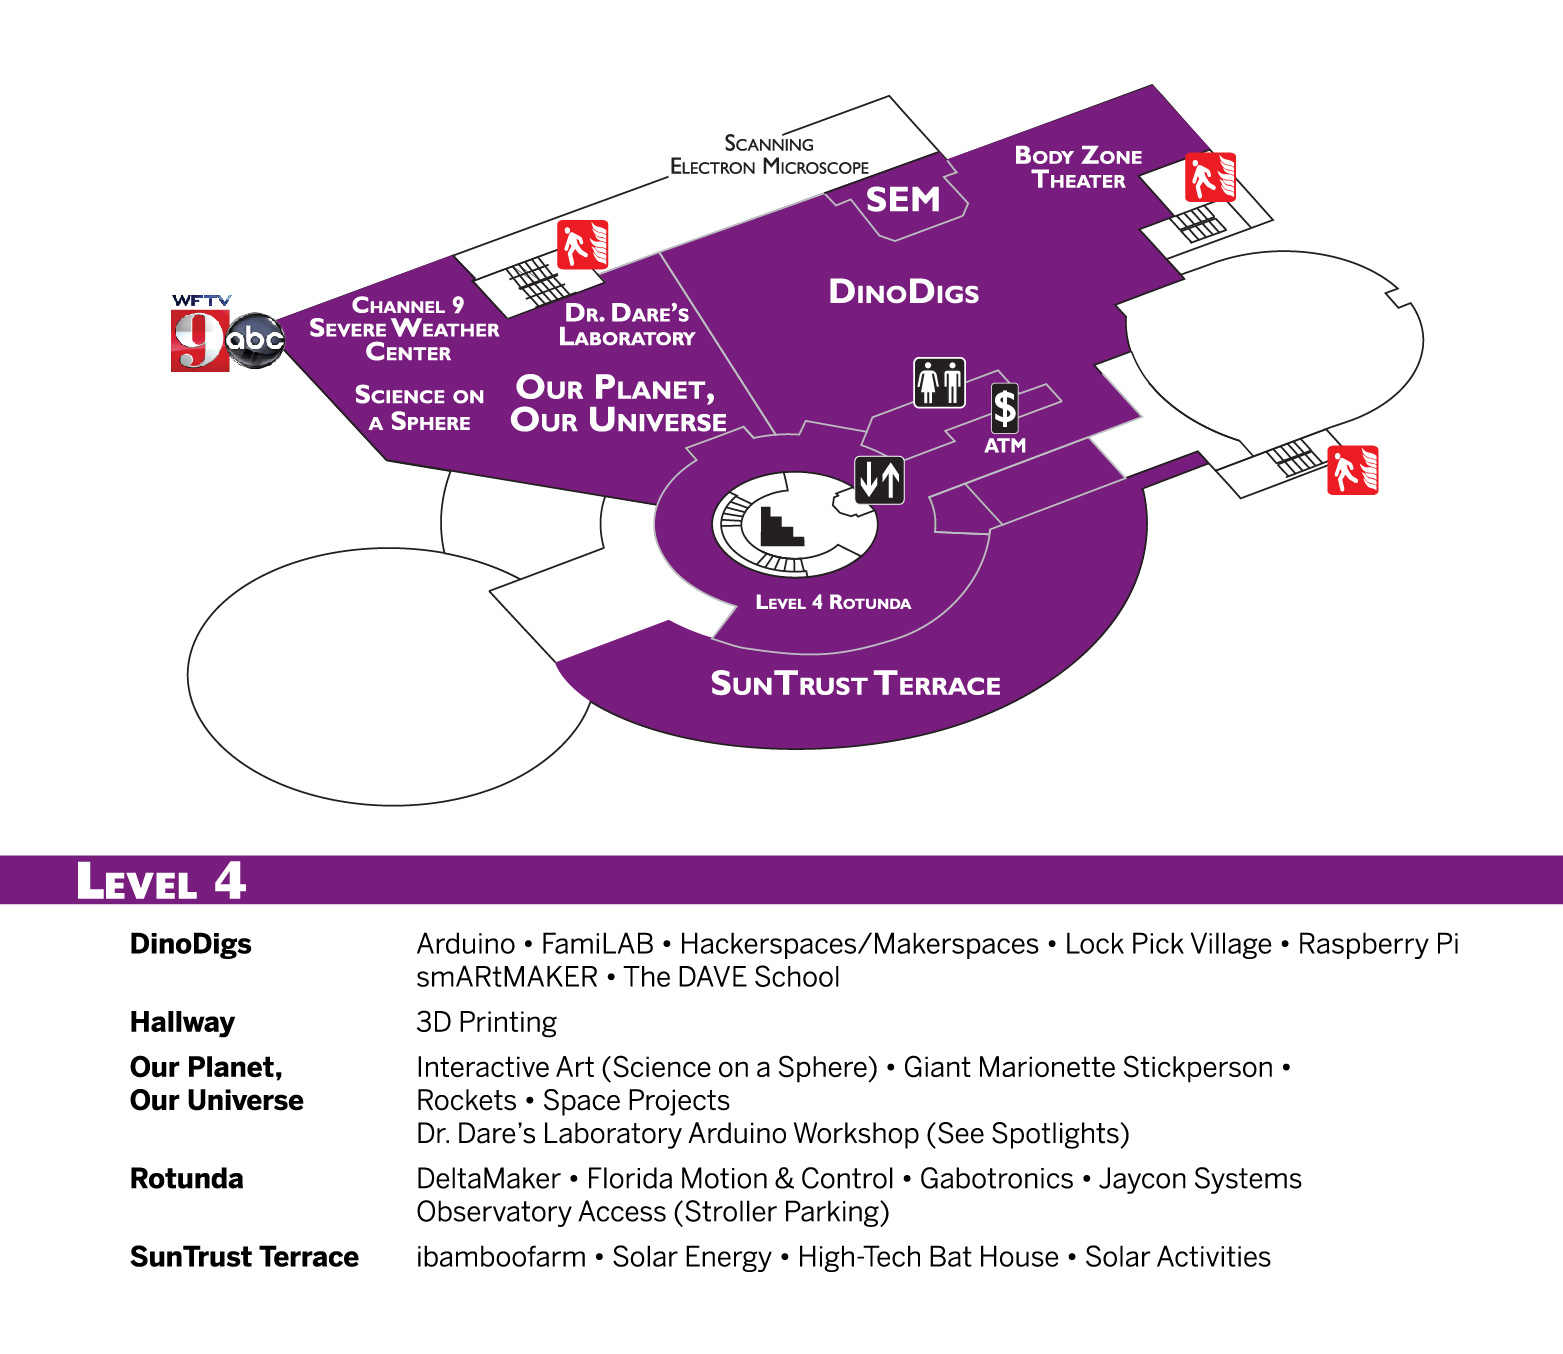 SCANNING
ELECTRON MICROSCOPE
BODY ZONE
THEATER
SEM
DINODIGS
WFTV
9 abc
CHANNEL 9
SEVERE WEATHER
CENTER
DR. DARE'S
LABORATORY
SCIENCE ON
A SPHERE
OUR PLANET,
OUR UNIVERSE
$
ATM
LEVEL 4 ROTUNDA
SUNTRUST TERRACE
LEVEL 4
DinoDigs Arduino • FamiLAB • Hackerspaces/Makerspaces • Lock Pick Village • Raspberry Pi
smARtMAKER • The DAVE School
Hallway 3D Printing
Our Planet, Interactive Art (Science on a Sphere) • Giant Marionette Stickperson •
Our Universe Rockets • Space Projects
Dr. Dare's Laboratory Arduino Workshop (See Spotlights)
Rotunda DeltaMaker • Florida Motion & Control • Gabotronics • Jaycon Systems
Observatory Access (Stroller Parking)
SunTrust Terrace ibamboofarm • Solar Energy • High-Tech Bat House • Solar Activities